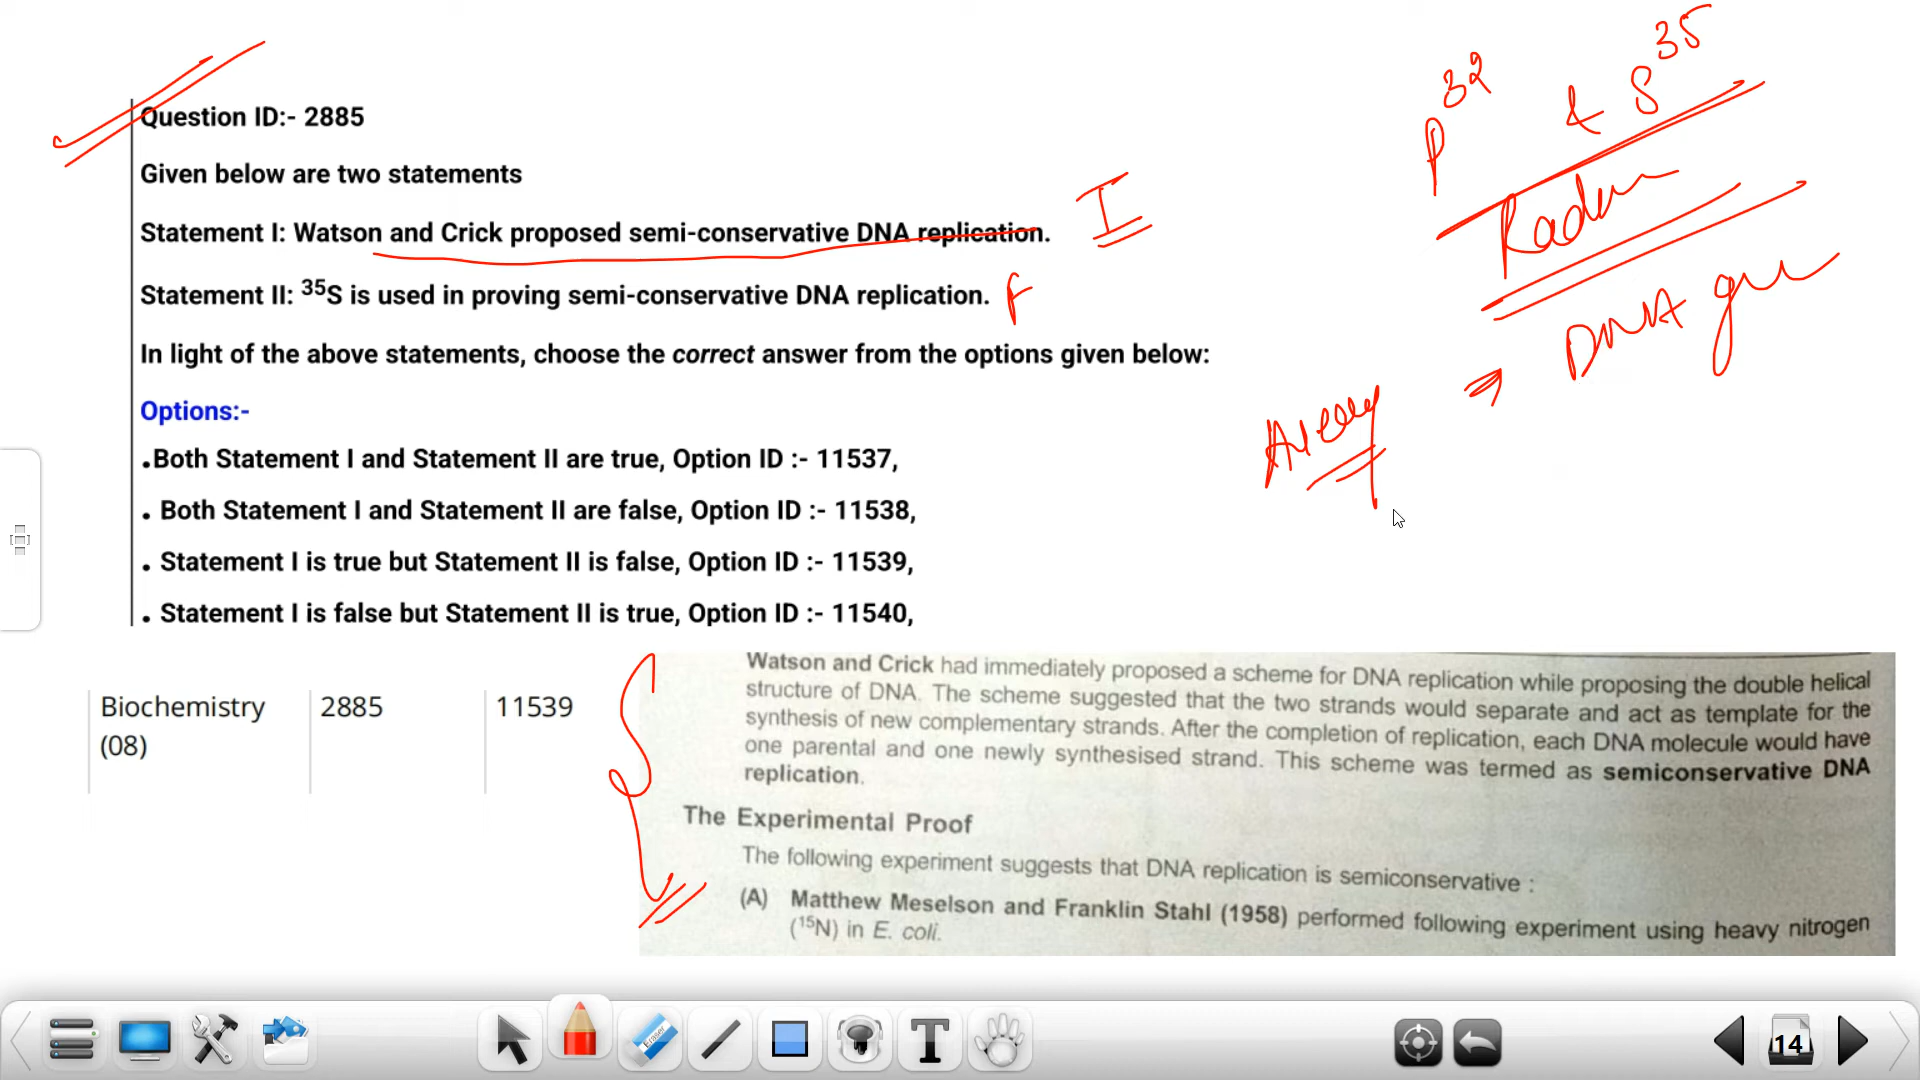 Question ID:- 2885
Given below are two statements
Statement I: Watson and Crick proposed semi-conservative DNA replication.
Statement II: ³⁵S is used in proving semi-conservative DNA replication.
In light of the above statements, choose the correct answer from the options given below:
Options:-
.Both Statement I and Statement II are true, Option ID :- 11537,
. Both Statement I and Statement II are false, Option ID :- 11538,
. Statement I is true but Statement II is false, Option ID :- 11539,
. Statement I is false but Statement II is true, Option ID :- 11540,
I
F
P³² & S³⁵
DNA
Biochemistry (08)
2885
11539
Watson and Crick had immediately proposed a scheme for DNA replication while proposing the double helical
structure of DNA. The scheme suggested that the two strands would separate and act as template for the
synthesis of new complementary strands. After the completion of replication, each DNA molecule would have
one parental and one newly synthesised strand. This scheme was termed as semiconservative DNA
replication.
The Experimental Proof
The following experiment suggests that DNA replication is semiconservative :
(A) Matthew Meselson and Franklin Stahl (1958) performed following experiment using heavy nitrogen
(¹⁵N) in E. coli.
Eraser
T
14